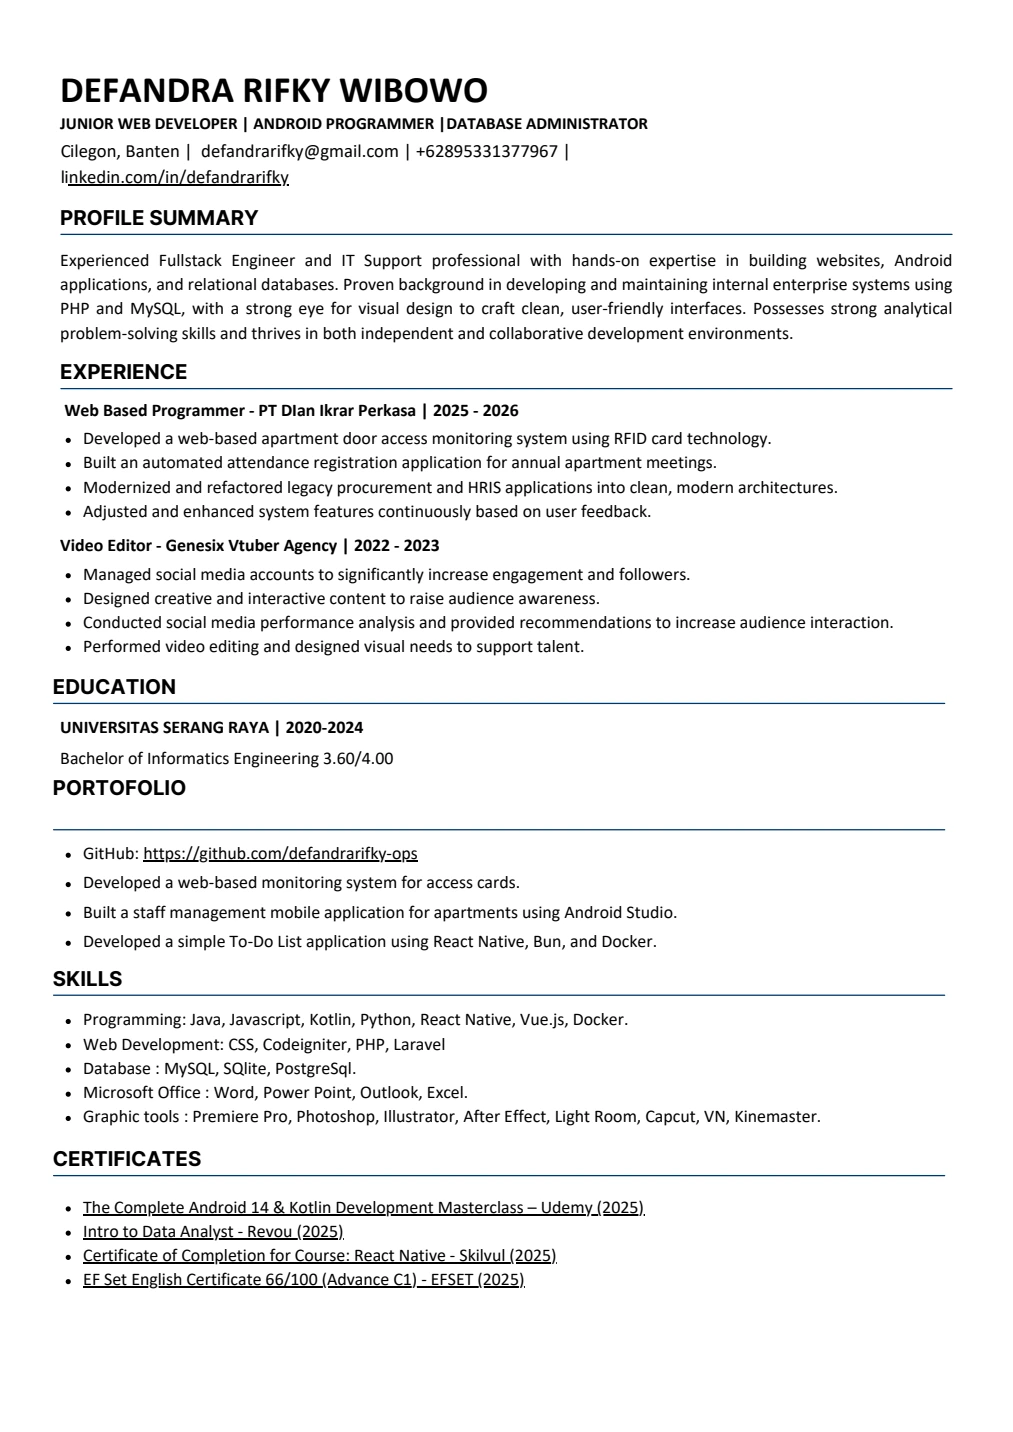 DEFANDRA RIFKY WIBOWO
JUNIOR WEB DEVELOPER | ANDROID PROGRAMMER |DATABASE ADMINISTRATOR
Cilegon, Banten | defandrarifky@gmail.com | +62895331377967 |
linkedin.com/in/defandrarifky
PROFILE SUMMARY
Experienced Fullstack Engineer and IT Support professional with hands-on expertise in building websites, Android
applications, and relational databases. Proven background in developing and maintaining internal enterprise systems using
PHP and MySQL, with a strong eye for visual design to craft clean, user-friendly interfaces. Possesses strong analytical
problem-solving skills and thrives in both independent and collaborative development environments.
EXPERIENCE
Web Based Programmer - PT DIan Ikrar Perkasa | 2025 - 2026
• Developed a web-based apartment door access monitoring system using RFID card technology.
• Built an automated attendance registration application for annual apartment meetings.
• Modernized and refactored legacy procurement and HRIS applications into clean, modern architectures.
• Adjusted and enhanced system features continuously based on user feedback.
Video Editor - Genesix Vtuber Agency | 2022 - 2023
• Managed social media accounts to significantly increase engagement and followers.
• Designed creative and interactive content to raise audience awareness.
• Conducted social media performance analysis and provided recommendations to increase audience interaction.
• Performed video editing and designed visual needs to support talent.
EDUCATION
UNIVERSITAS SERANG RAYA | 2020-2024
Bachelor of Informatics Engineering 3.60/4.00
PORTOFOLIO
• GitHub: https://github.com/defandrarifky-ops
• Developed a web-based monitoring system for access cards.
• Built a staff management mobile application for apartments using Android Studio.
• Developed a simple To-Do List application using React Native, Bun, and Docker.
SKILLS
• Programming: Java, Javascript, Kotlin, Python, React Native, Vue.js, Docker.
• Web Development: CSS, Codeigniter, PHP, Laravel
• Database : MySQL, SQlite, PostgreSql.
• Microsoft Office : Word, Power Point, Outlook, Excel.
• Graphic tools : Premiere Pro, Photoshop, Illustrator, After Effect, Light Room, Capcut, VN, Kinemaster.
CERTIFICATES
• The Complete Android 14 & Kotlin Development Masterclass – Udemy (2025)
• Intro to Data Analyst - Revou (2025)
• Certificate of Completion for Course: React Native - Skilvul (2025)
• EF Set English Certificate 66/100 (Advance C1) - EFSET (2025)